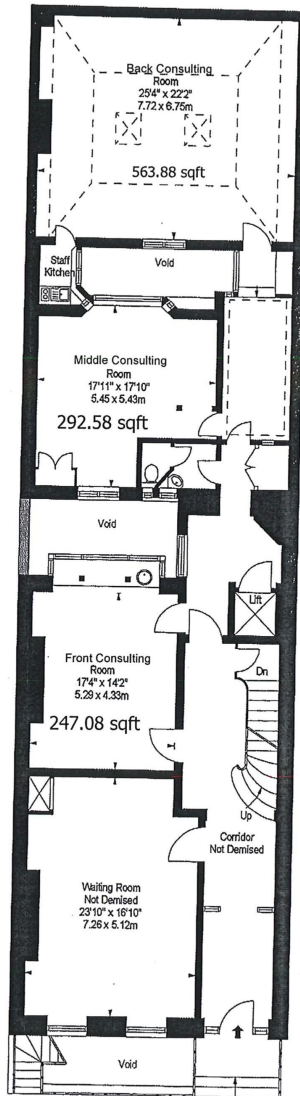 Back Consulting
Room
25'4" x 22'2"
7.72 x 6.75m
563.88 sqft
Staff
Kitchen
Void
Middle Consulting
Room
17'11" x 17'10"
5.45 x 5.43m
292.58 sqft
Void
Lift
Front Consulting
Room
17'4" x 14'2"
5.29 x 4.33m
247.08 sqft
Dn
Up
Corridor
Not Demised
Waiting Room
Not Demised
23'10" x 16'10"
7.26 x 5.12m
Void